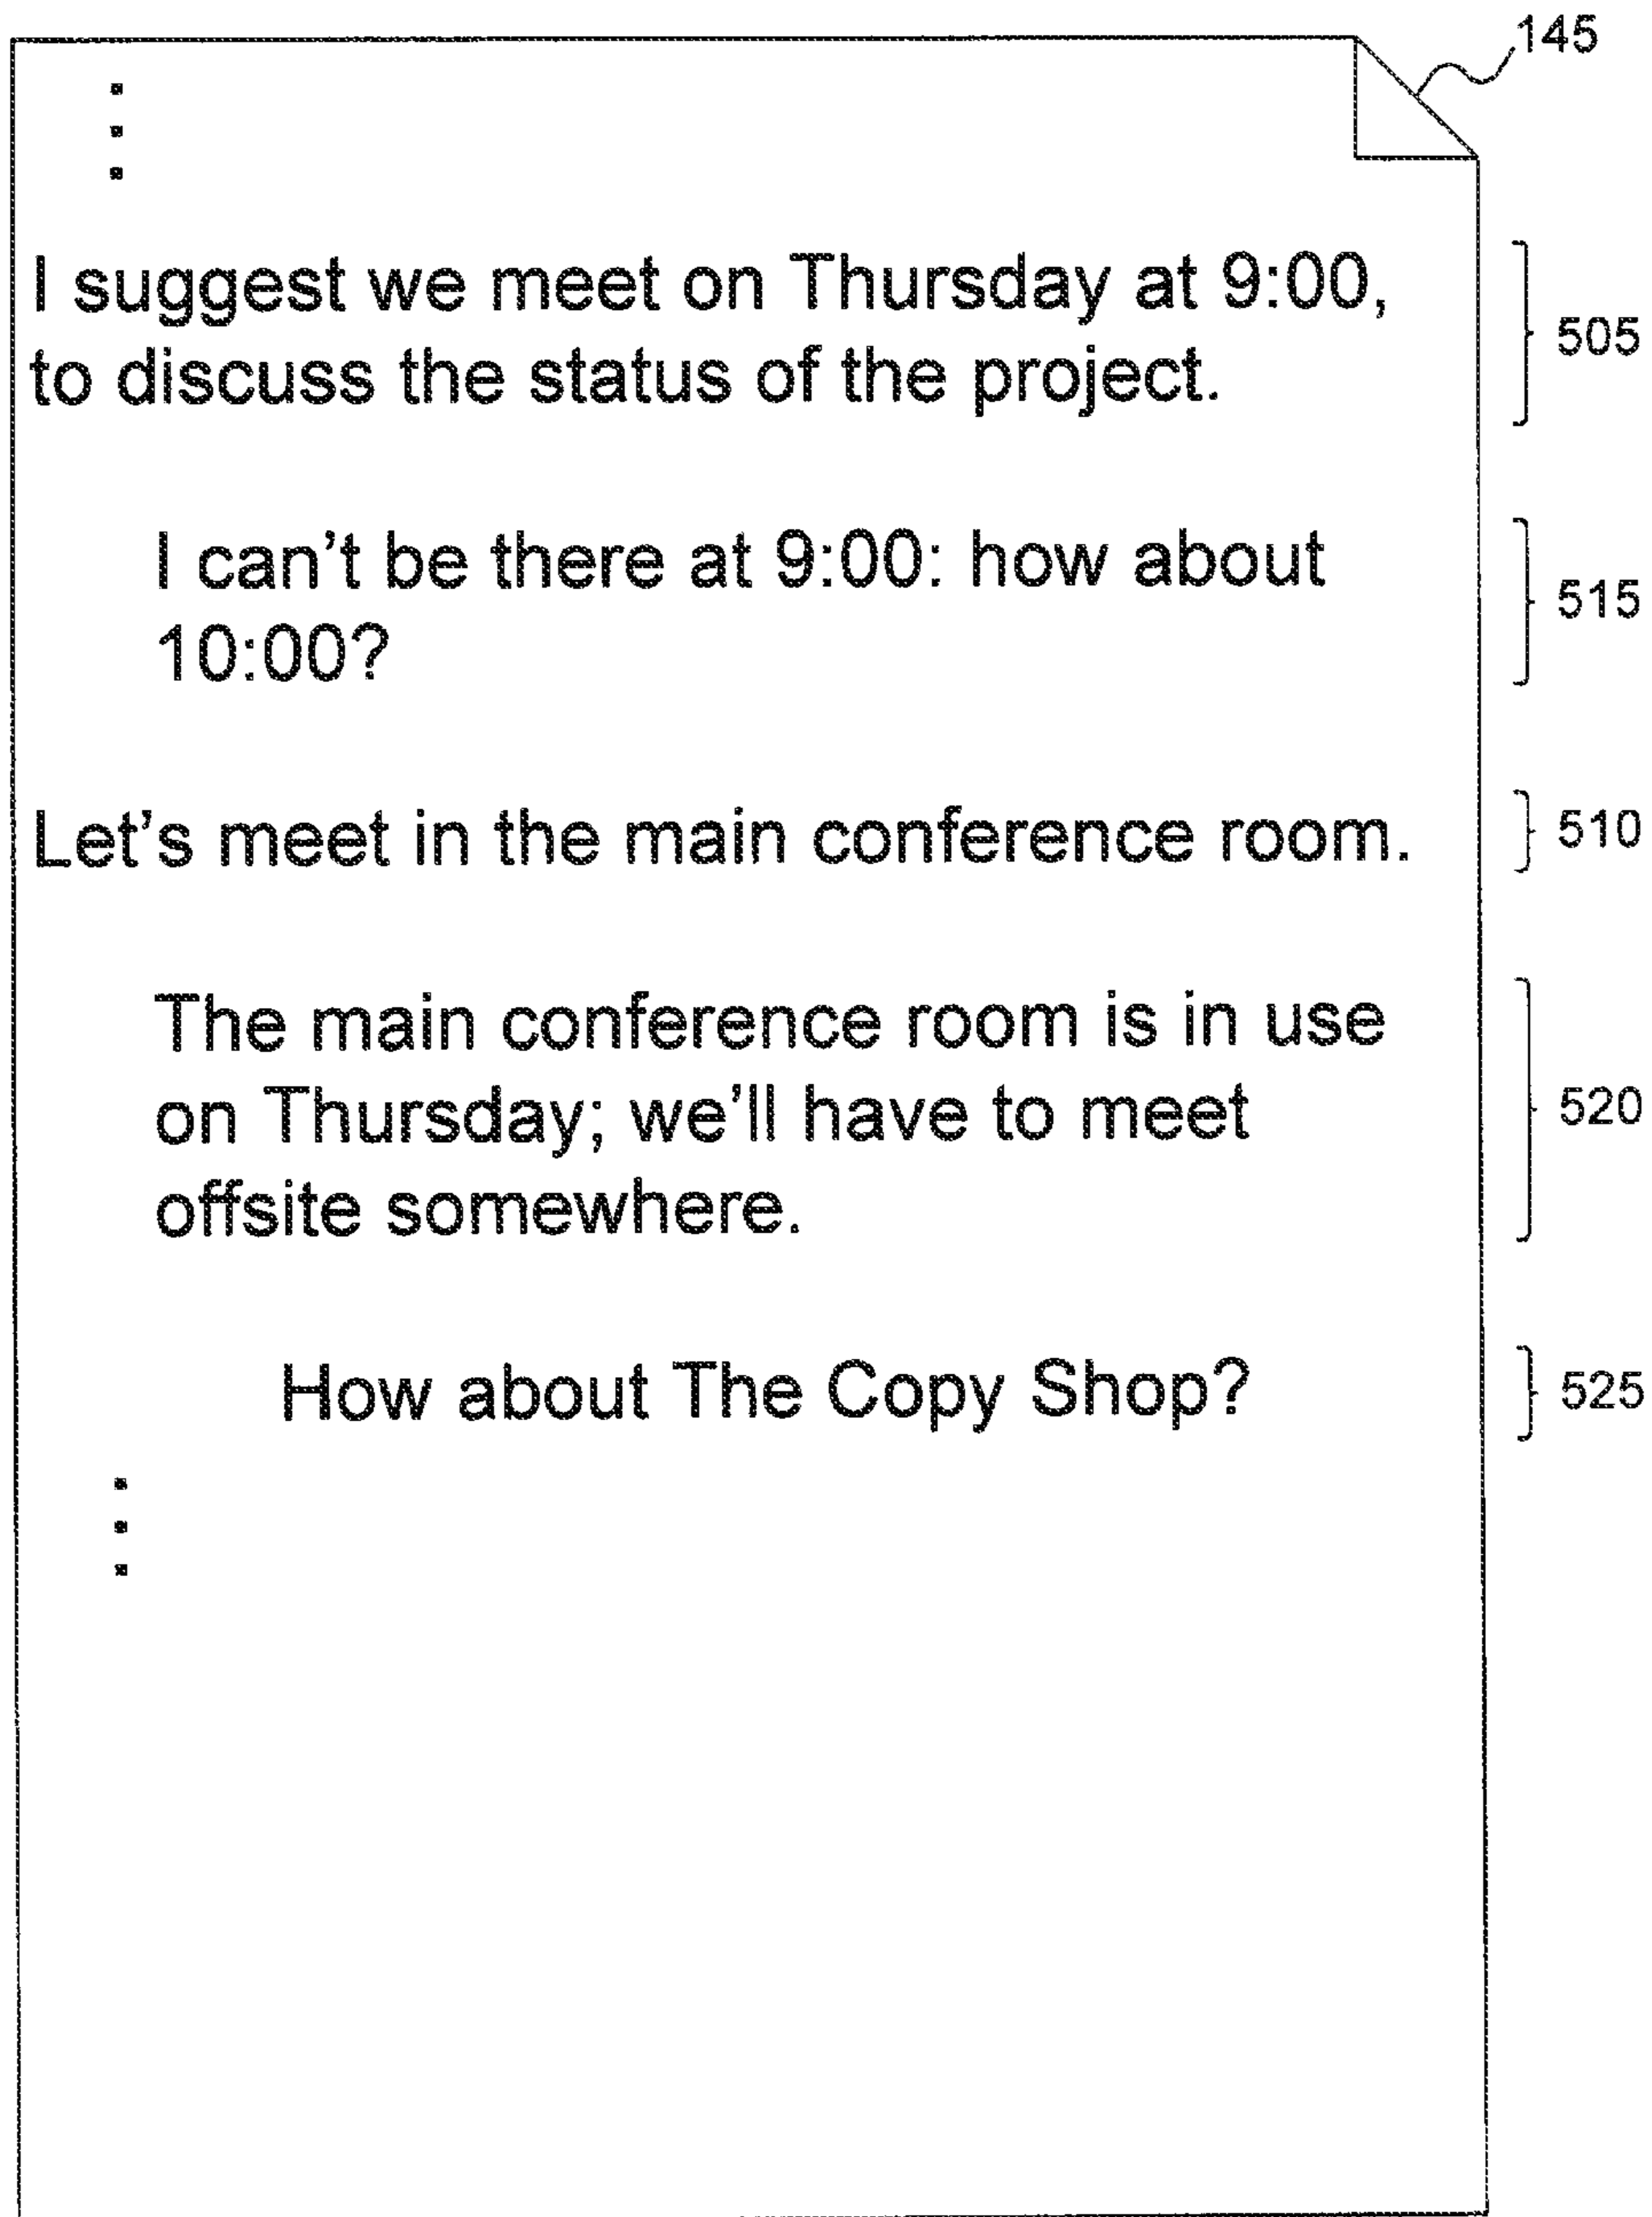 145
I suggest we meet on Thursday at 9:00,
to discuss the status of the project.
505
I can't be there at 9:00: how about
10:00?
515
Let's meet in the main conference room.
510
The main conference room is in use
on Thursday; we'll have to meet
offsite somewhere.
520
How about The Copy Shop?
525